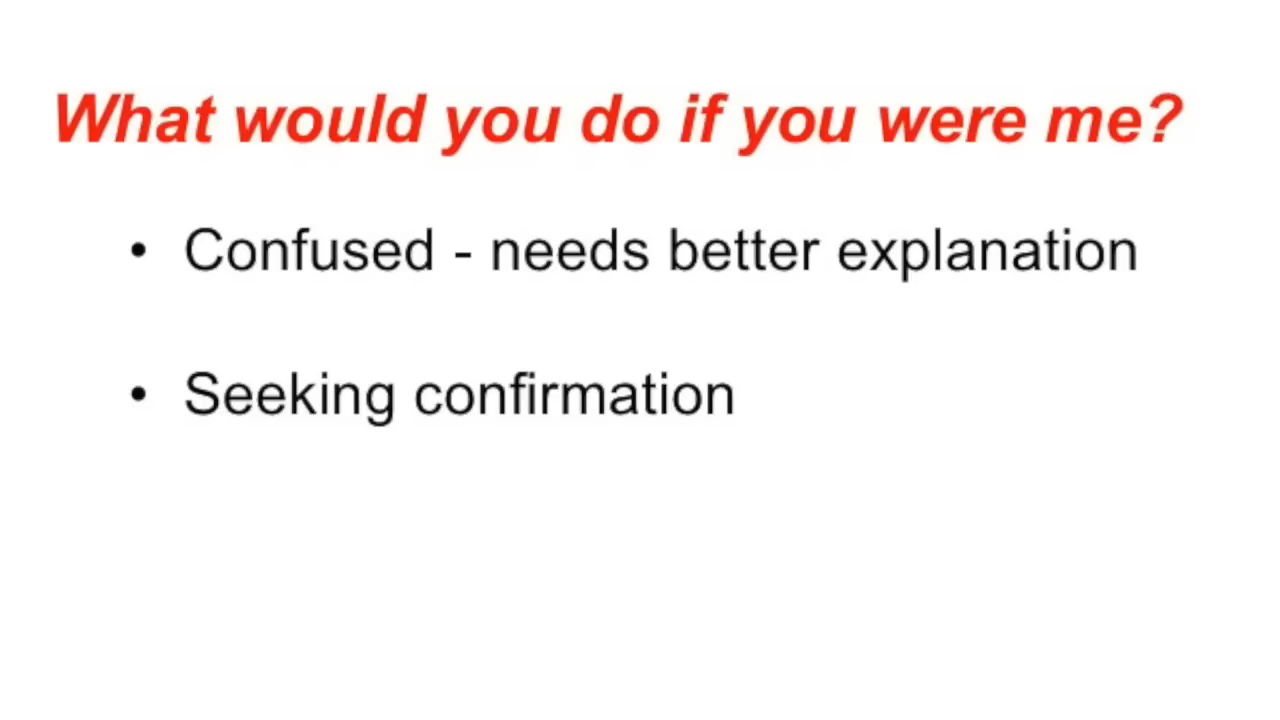 What would you do if you were me?
• Confused - needs better explanation
• Seeking confirmation